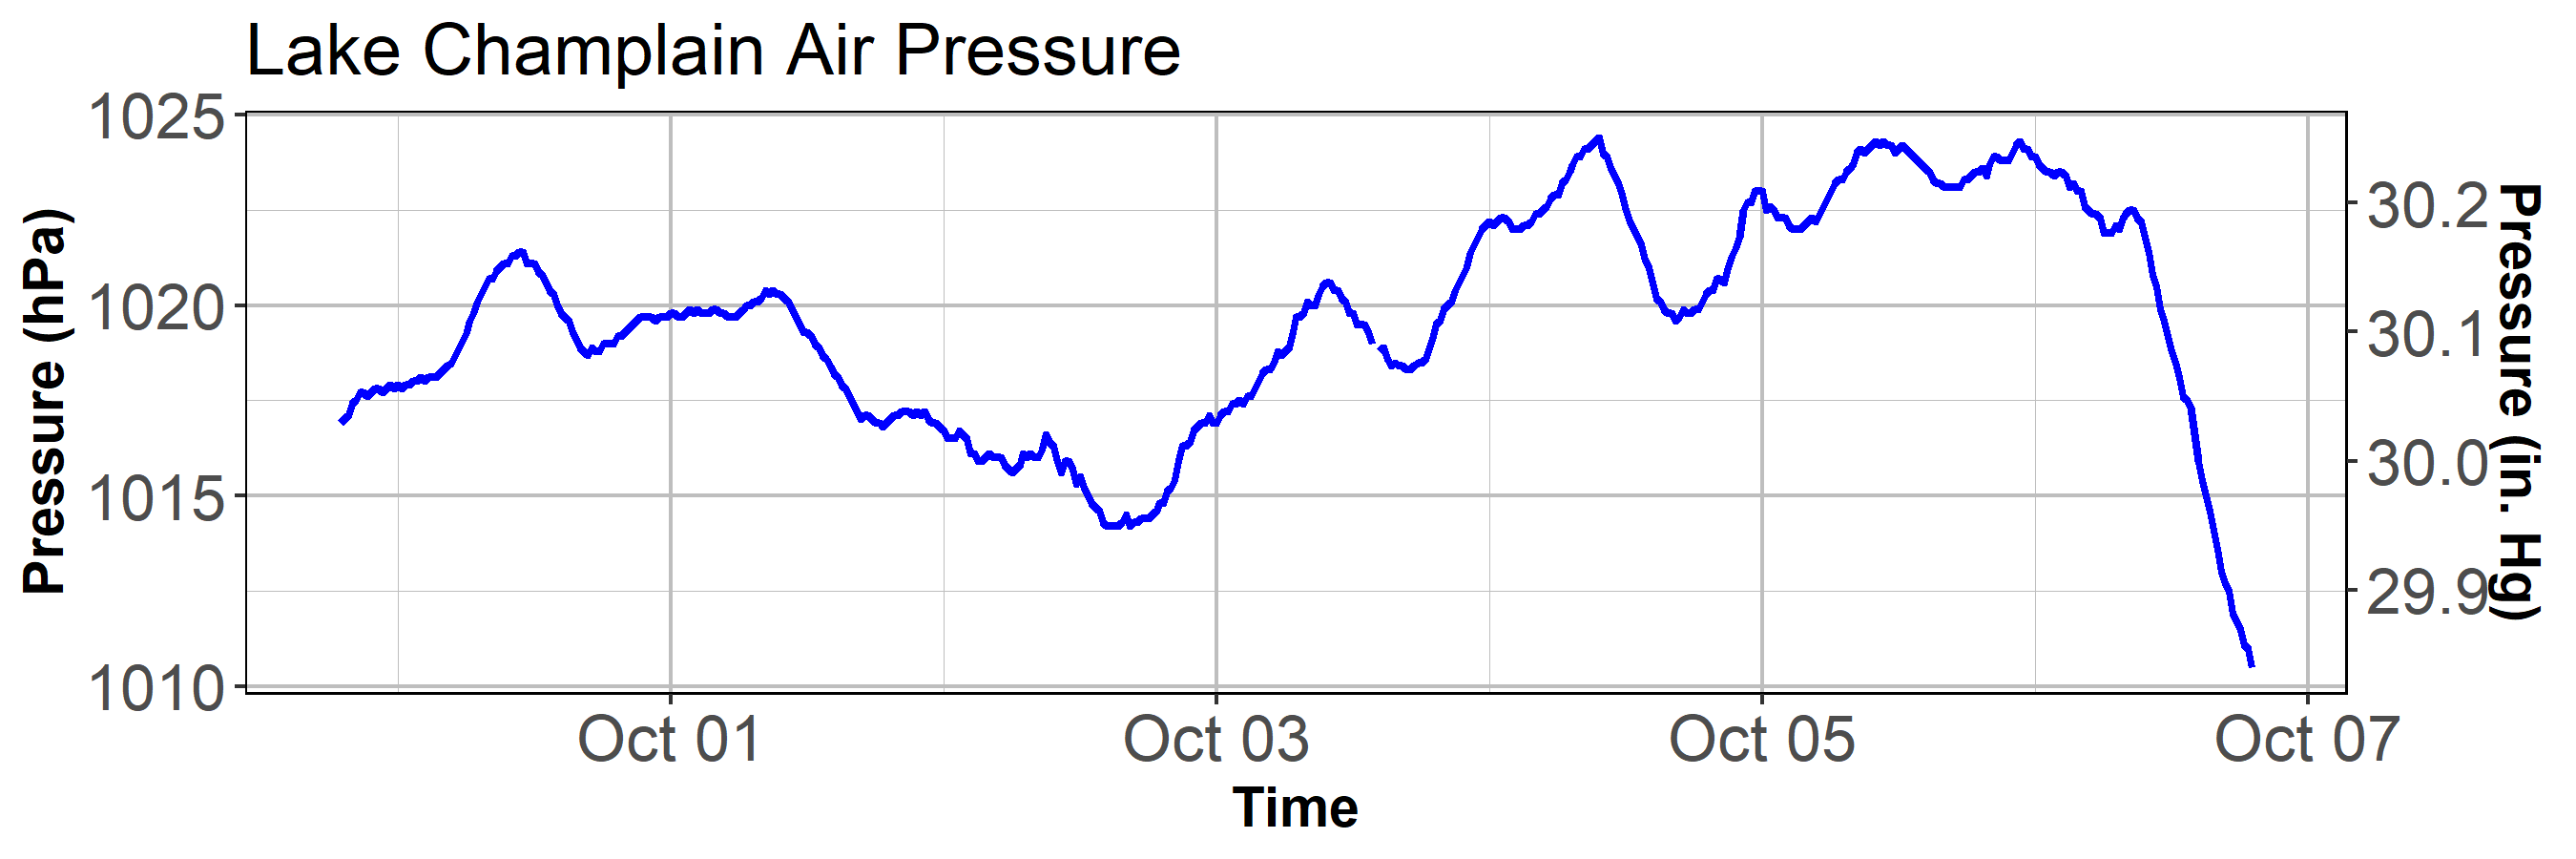 Lake Champlain Air Pressure
1025
1020
1015
1010
Pressure (hPa)
30.2
30.1
30.0
29.9
Pressure (in. Hg)
Oct 01
Oct 03
Oct 05
Oct 07
Time